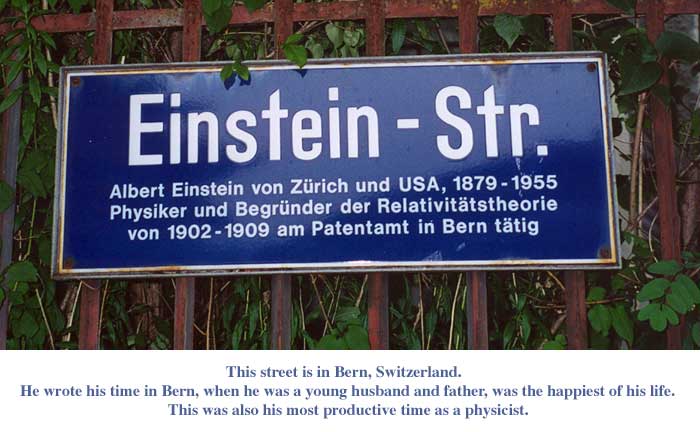 Einstein - Str.
Albert Einstein von Zürich und USA, 1879 - 1955
Physiker und Begründer der Relativitätstheorie
von 1902 - 1909 am Patentamt in Bern tätig
This street is in Bern, Switzerland.
He wrote his time in Bern, when he was a young husband and father, was the happiest of his life.
This was also his most productive time as a physicist.